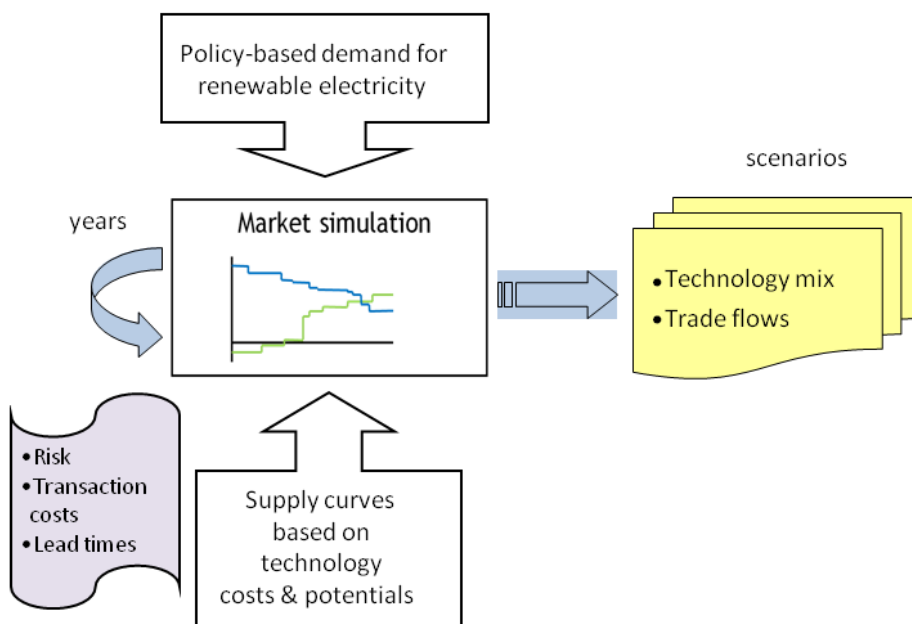 Policy-based demand for
renewable electricity
scenarios
years
Market simulation
•Technology mix
•Trade flows
•Risk
•Transaction
costs
•Lead times
Supply curves
based on
technology
costs & potentials